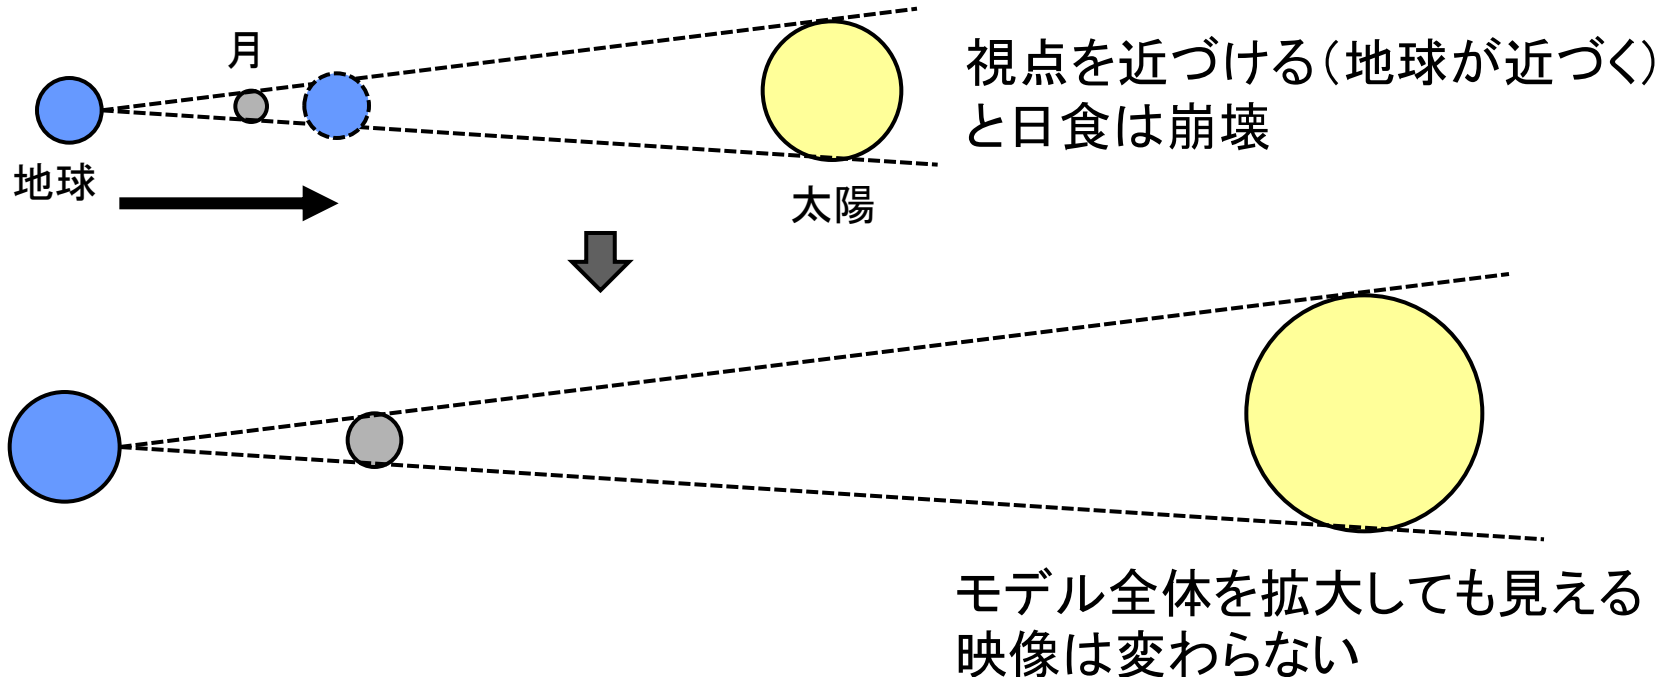 月
視点を近づける（地球が近づく）
と日食は崩壊
地球
太陽
モデル全体を拡大しても見える
映像は変わらない